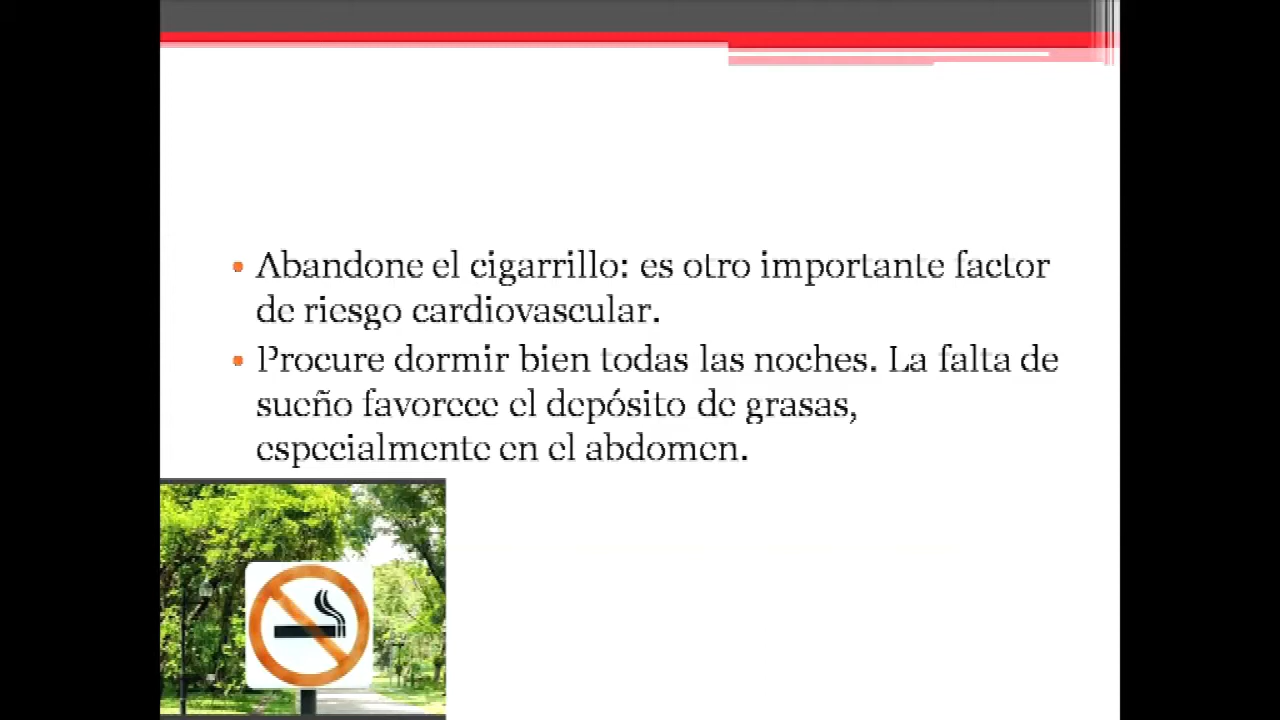 • Abandone el cigarrillo: es otro importante factor
de riesgo cardiovascular.
• Procure dormir bien todas las noches. La falta de
sueño favorece el depósito de grasas,
especialmente en el abdomen.